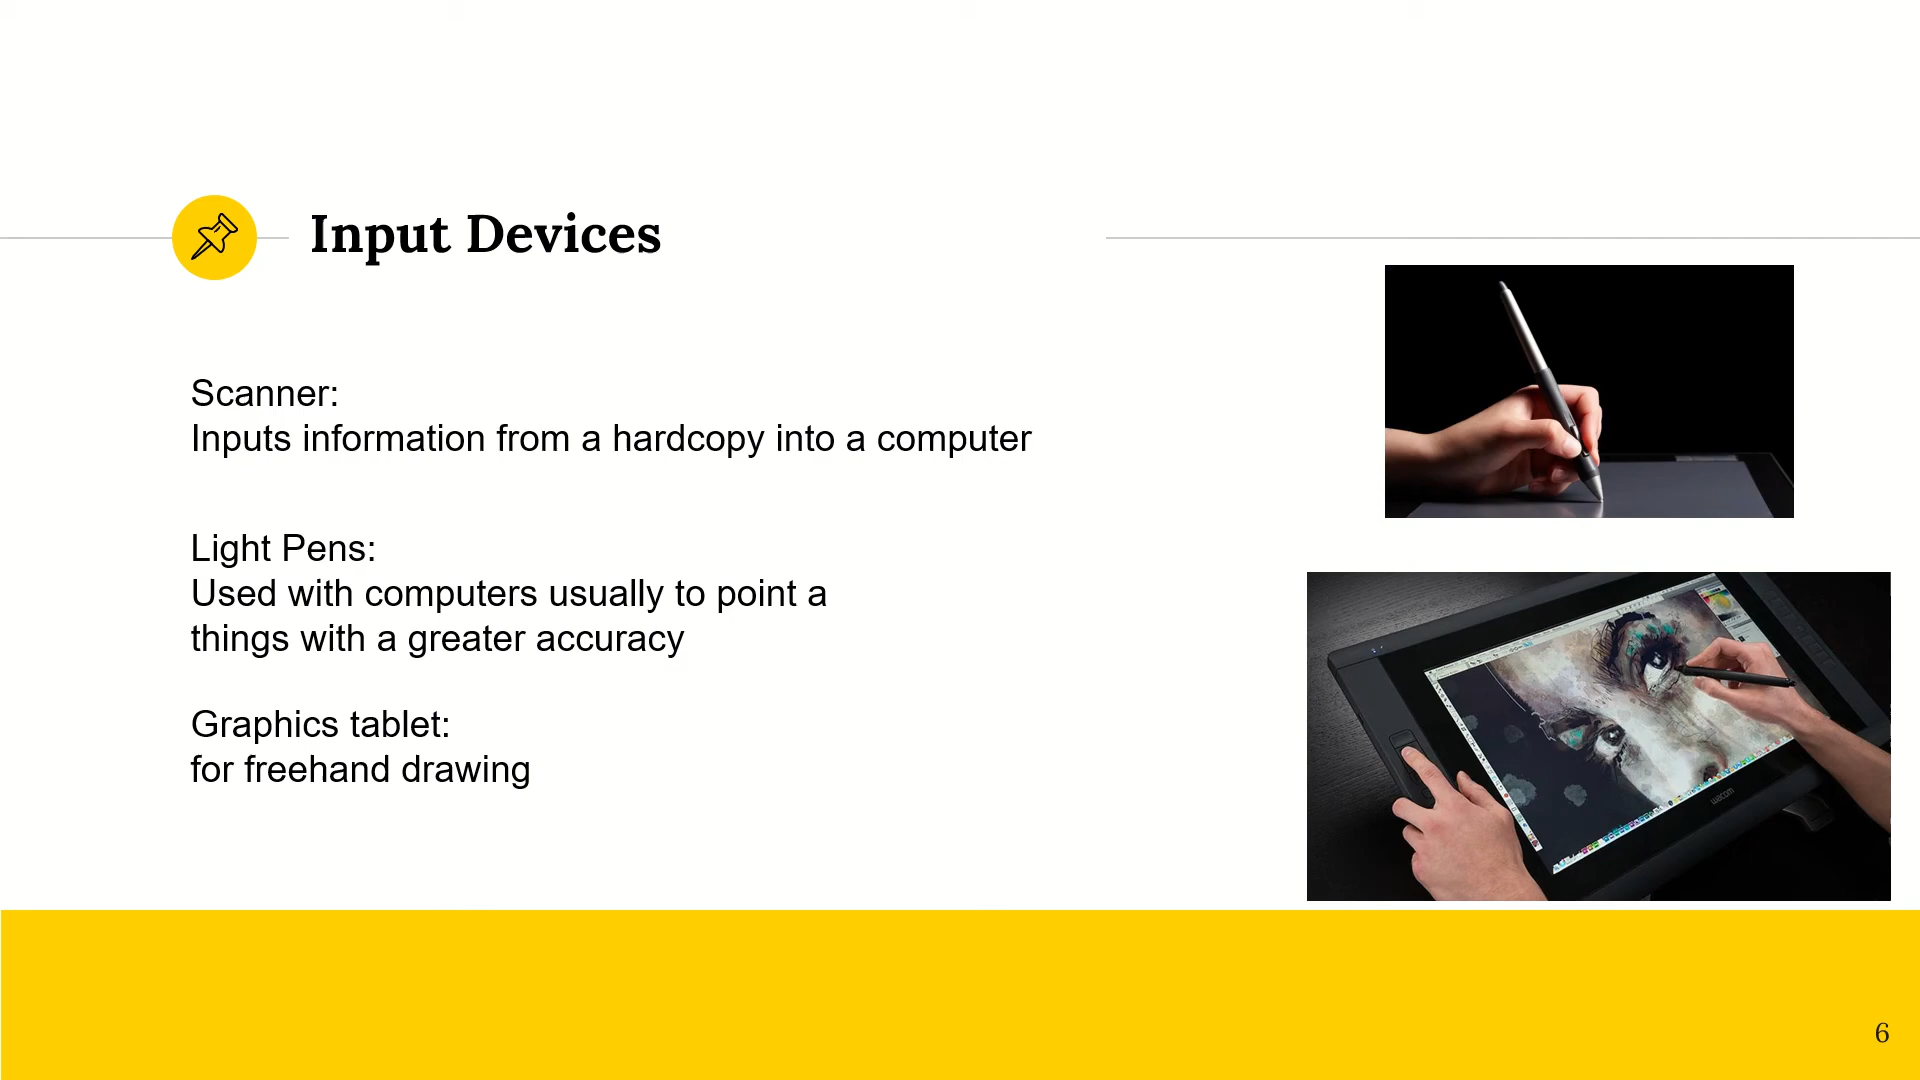 Input Devices
Scanner:
Inputs information from a hardcopy into a computer
Light Pens:
Used with computers usually to point a
things with a greater accuracy
Graphics tablet:
for freehand drawing
wacom
6